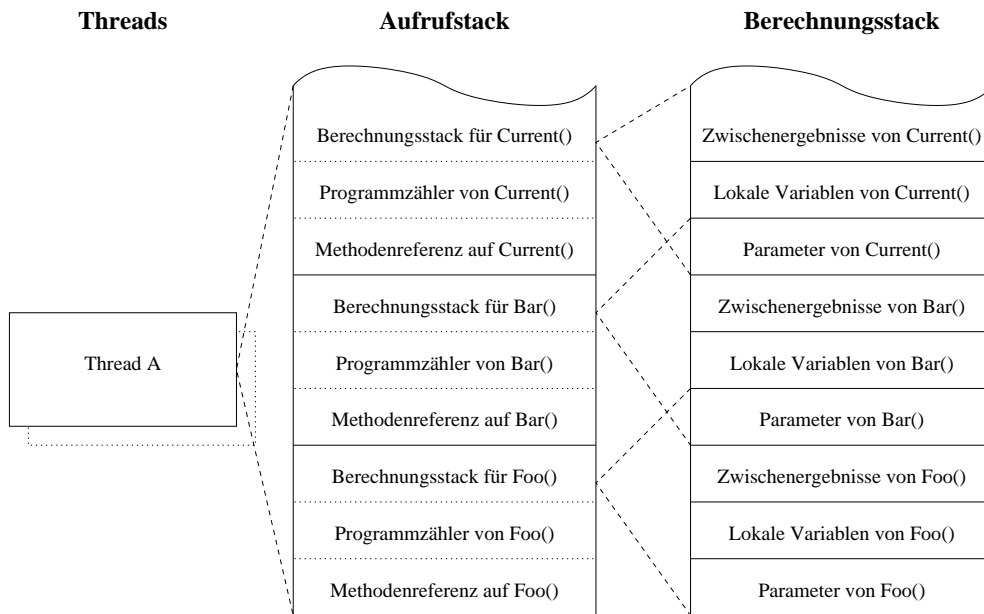 Threads
Aufrufstack
Berechnungsstack
Thread A
Berechnungsstack für Current()
Programmzähler von Current()
Methodenreferenz auf Current()
Berechnungsstack für Bar()
Programmzähler von Bar()
Methodenreferenz auf Bar()
Berechnungsstack für Foo()
Programmzähler von Foo()
Methodenreferenz auf Foo()
Zwischenergebnisse von Current()
Lokale Variablen von Current()
Parameter von Current()
Zwischenergebnisse von Bar()
Lokale Variablen von Bar()
Parameter von Bar()
Zwischenergebnisse von Foo()
Lokale Variablen von Foo()
Parameter von Foo()